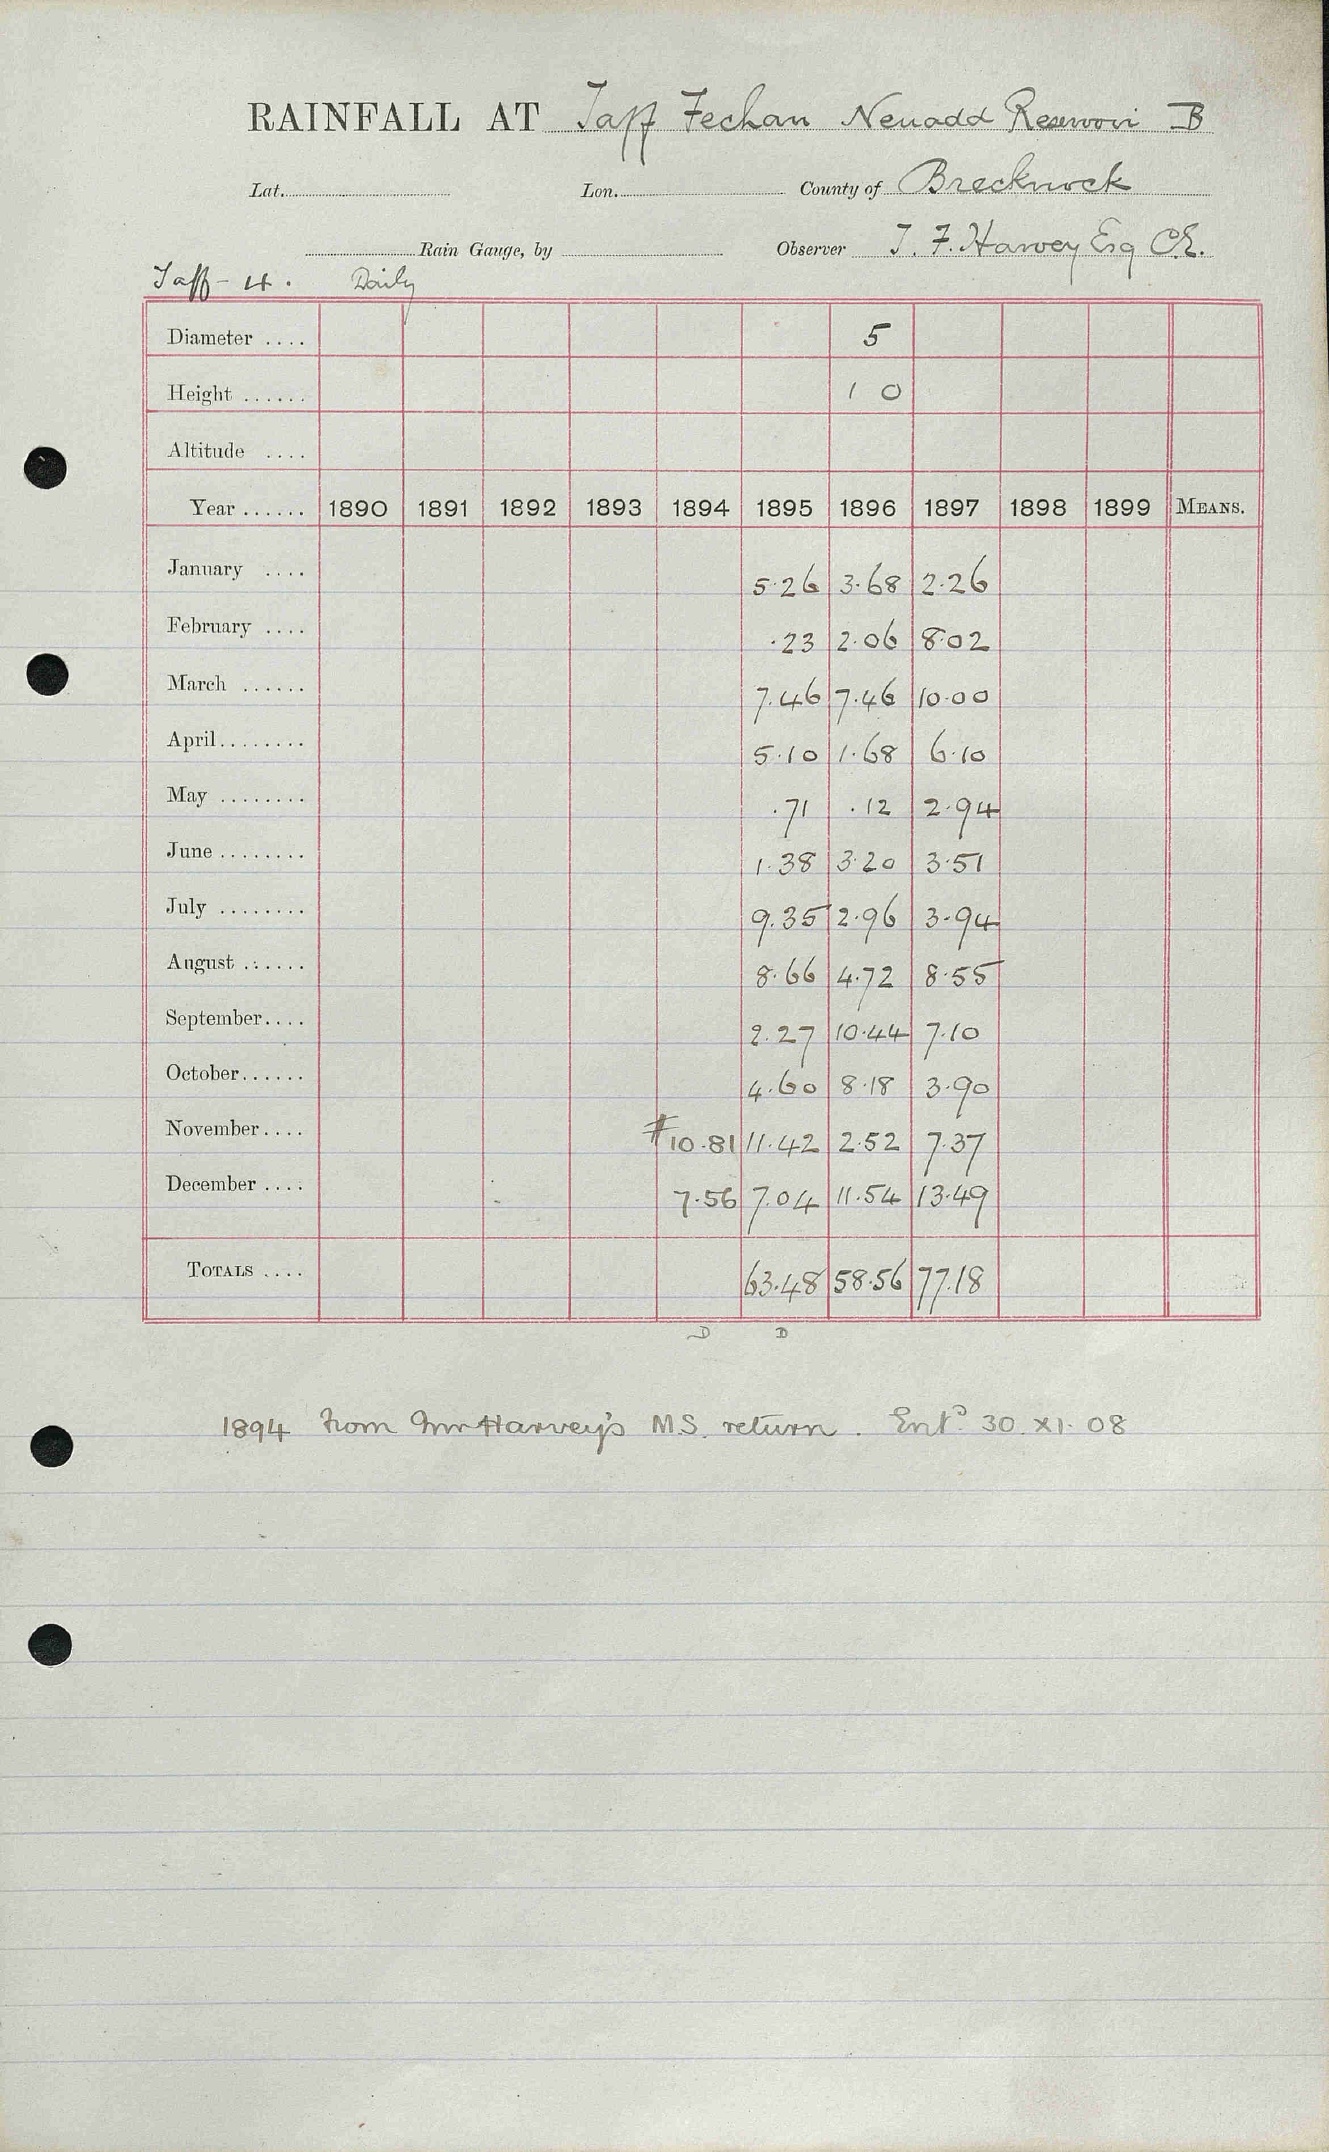 RAINFALL AT Taff Fechan Neuadd Reservoir B
Lat. Lon. County of Brecknock
Rain Gauge, by Observer T. F. Harvey Esq C.E.
Taff - 4. Daily
Diameter .... 5
Height ...... 1 0
Altitude ....
Year ...... 1890 1891 1892 1893 1894 1895 1896 1897 1898 1899 MEANS.
January .... 5.26 3.68 2.26
February .... .23 2.06 8.02
March ...... 7.46 7.46 10.00
April ........ 5.10 1.68 6.10
May ........ .71 .12 2.94
June ........ 1.38 3.20 3.51
July ........ 9.35 2.96 3.94
August ...... 8.66 4.72 8.55
September .... 2.27 10.44 7.10
October ...... 4.60 8.18 3.90
November .... #10.81 11.42 2.52 7.37
December .... 7.56 7.04 11.54 13.49
TOTALS .... 63.48 58.56 77.18
D D
1894 from Mr Harvey's M.S. return. Entd 30.XI.08